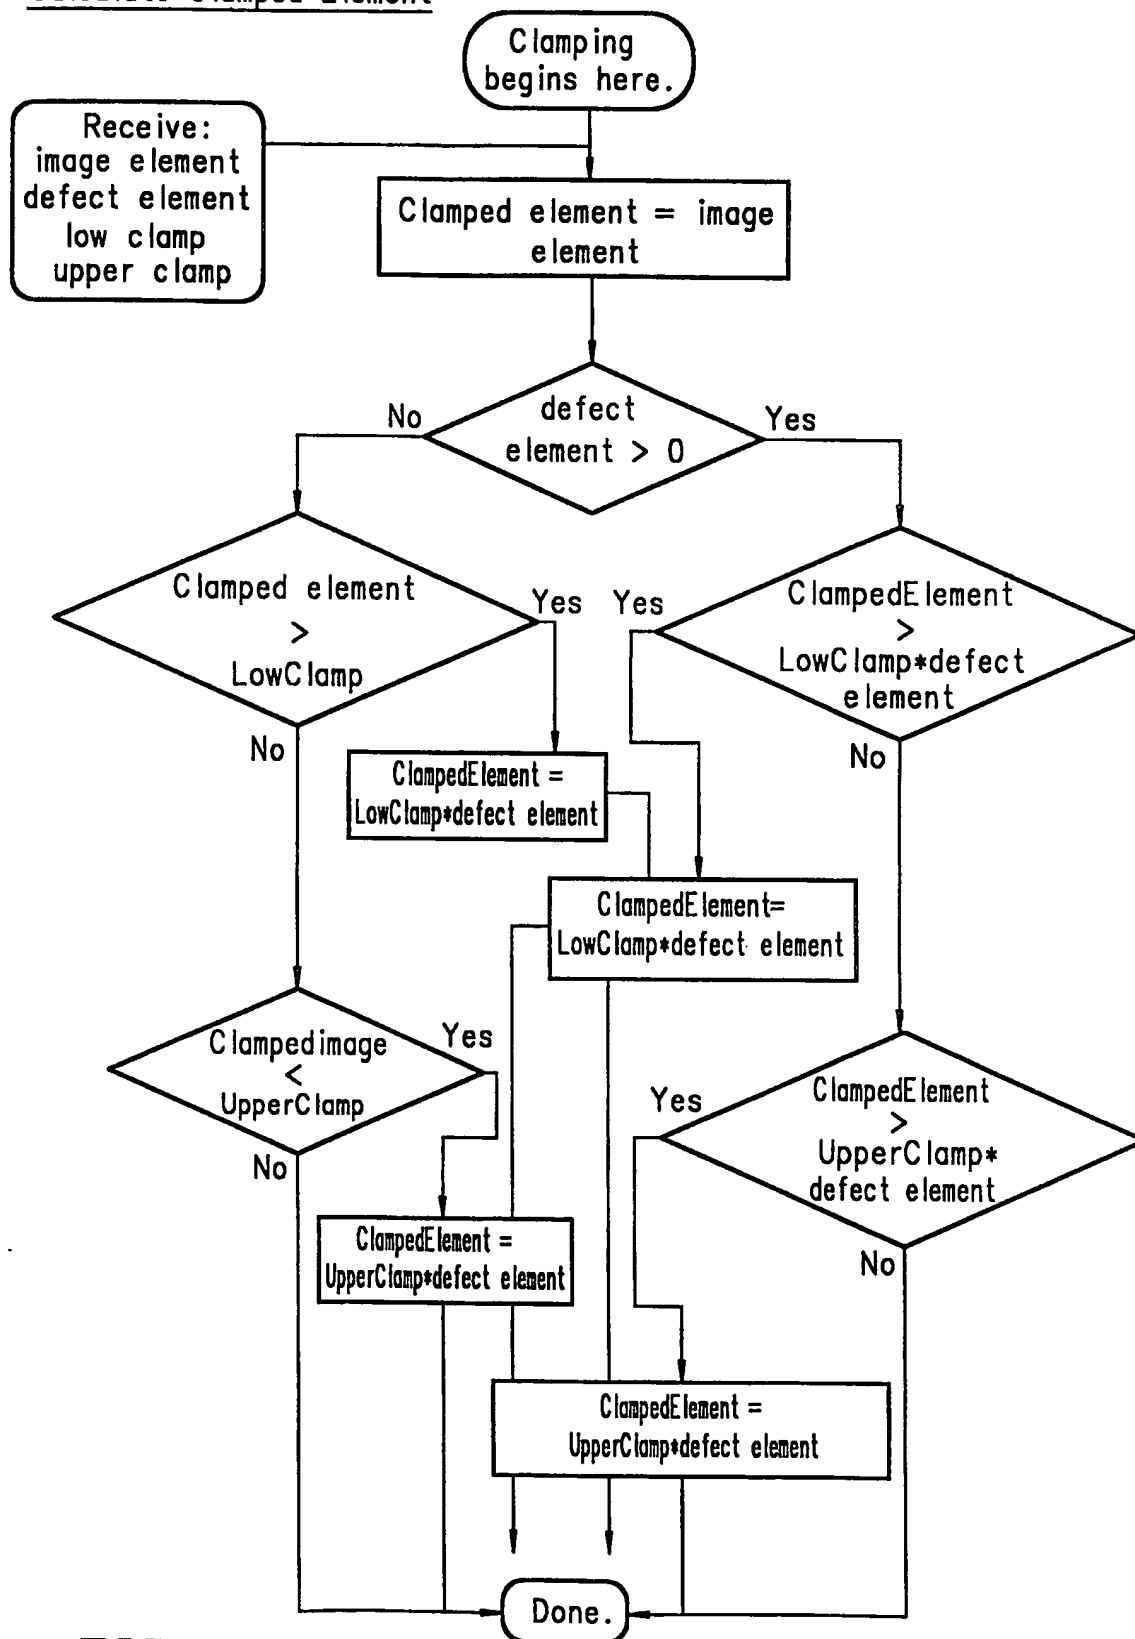 Clamping
begins here.
Receive:
image element
defect element
low clamp
upper clamp
Clamped element = image
element
defect
element > 0
No
Yes
Clamped element
>
LowClamp
Yes
No
Yes
ClampedElement
>
LowClamp*defect
element
No
ClampedElement =
LowClamp*defect element
ClampedElement=
LowClamp*defect element
Clampedimage
<
UpperClamp
Yes
No
Yes
ClampedElement
>
UpperClamp*
defect element
No
ClampedElement =
UpperClamp*defect element
ClampedElement =
UpperClamp*defect element
Done.